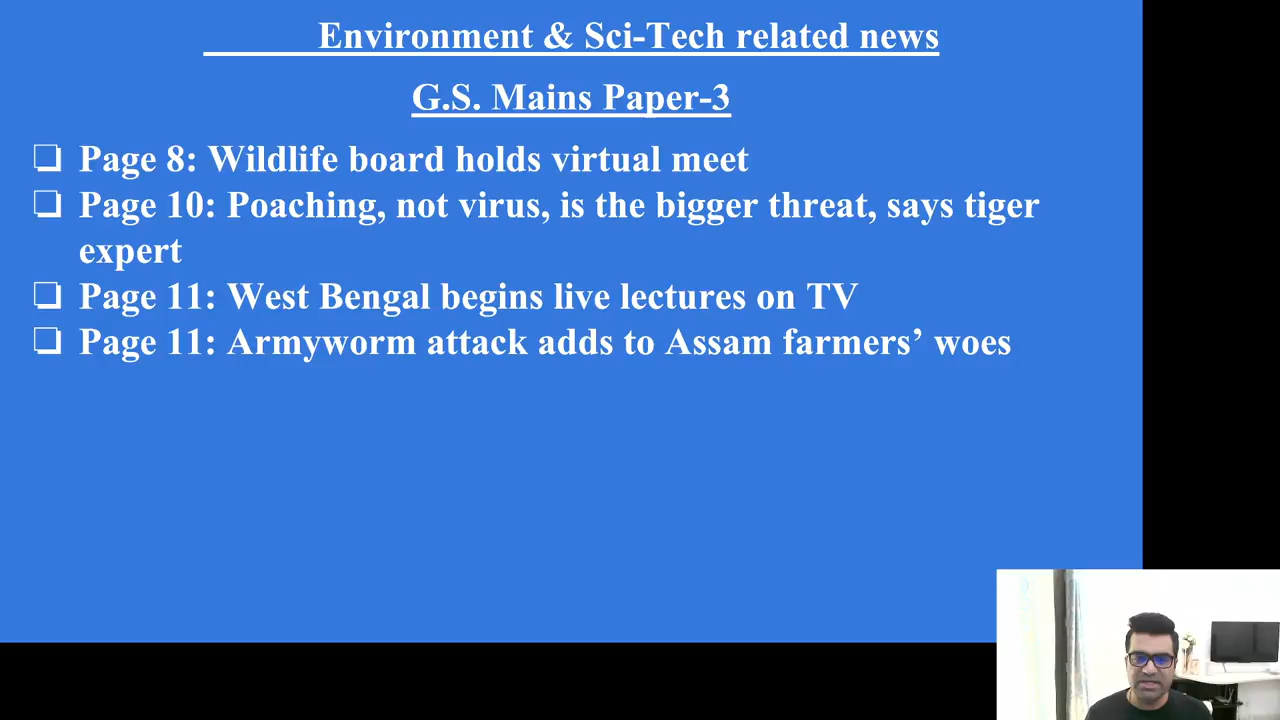 Environment & Sci-Tech related news
G.S. Mains Paper-3
❏ Page 8: Wildlife board holds virtual meet
❏ Page 10: Poaching, not virus, is the bigger threat, says tiger
expert
❏ Page 11: West Bengal begins live lectures on TV
❏ Page 11: Armyworm attack adds to Assam farmers’ woes